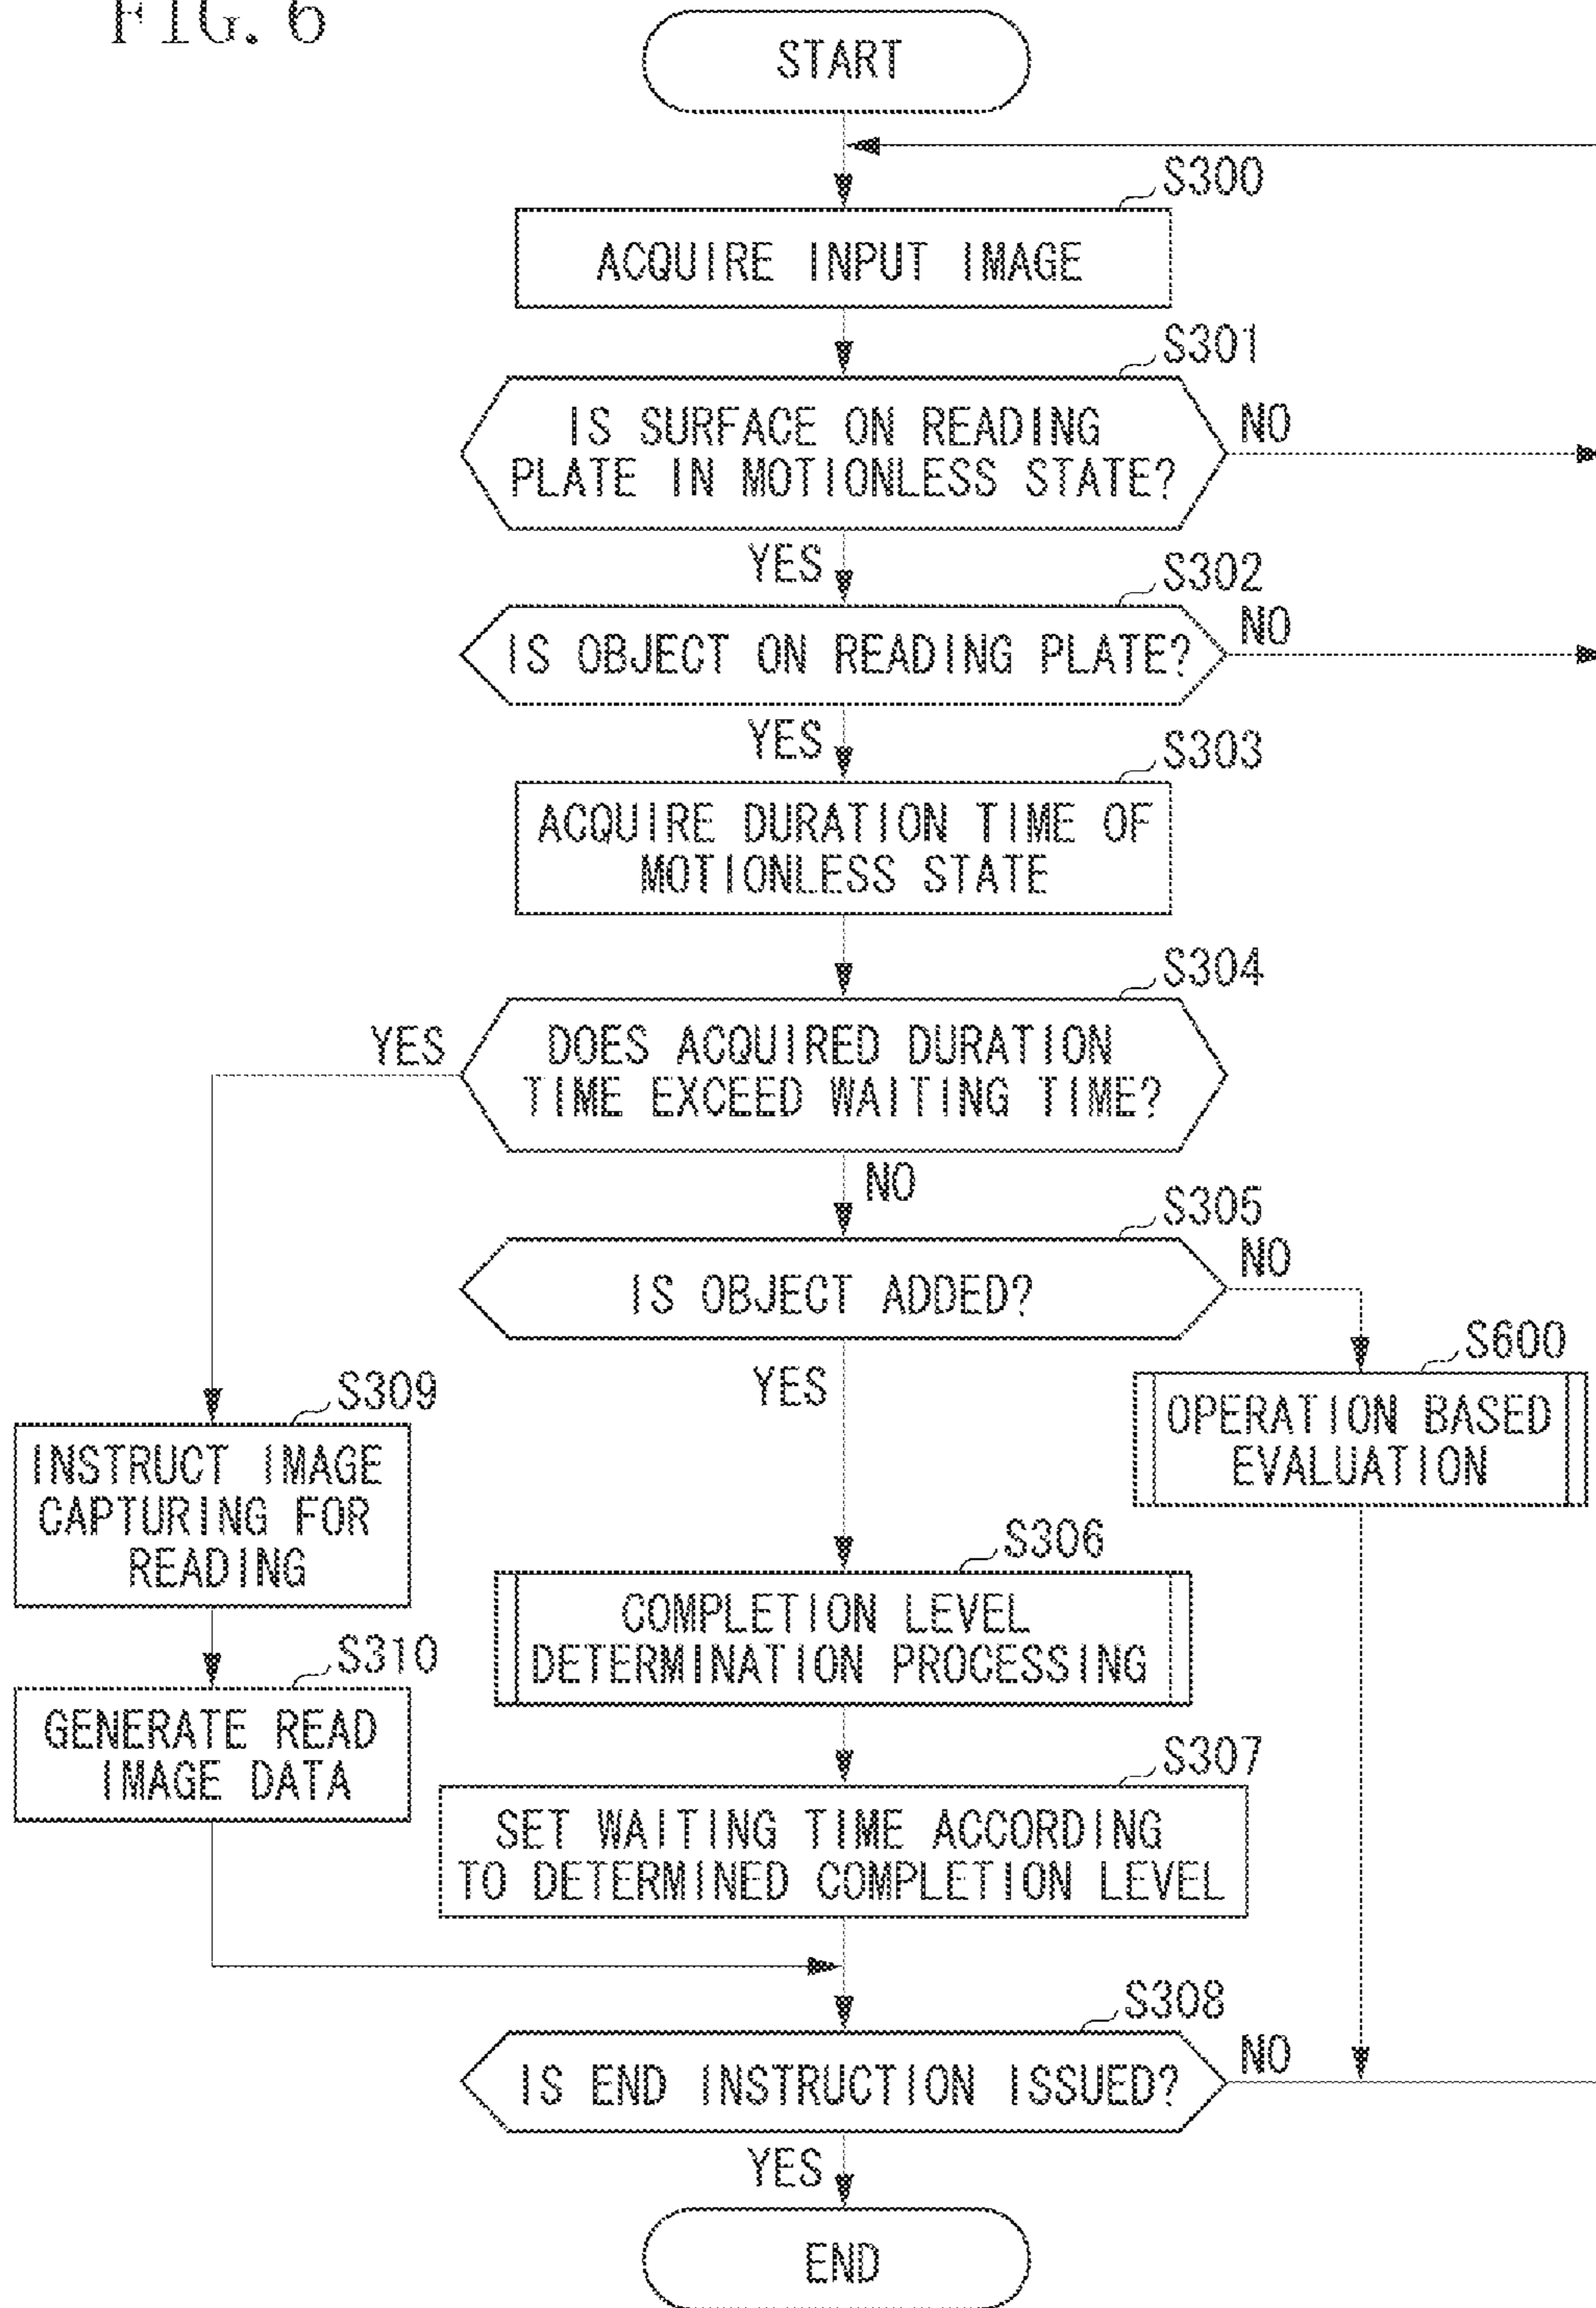 FIG. 6
START
S300
ACQUIRE INPUT IMAGE
S301
IS SURFACE ON READING
PLATE IN MOTIONLESS STATE?
NO
YES
S302
IS OBJECT ON READING PLATE?
NO
YES
S303
ACQUIRE DURATION TIME OF
MOTIONLESS STATE
S304
DOES ACQUIRED DURATION
TIME EXCEED WAITING TIME?
YES
NO
S305
IS OBJECT ADDED?
NO
YES
S600
OPERATION BASED
EVALUATION
S309
INSTRUCT IMAGE
CAPTURING FOR
READING
S306
COMPLETION LEVEL
DETERMINATION PROCESSING
S310
GENERATE READ
IMAGE DATA
S307
SET WAITING TIME ACCORDING
TO DETERMINED COMPLETION LEVEL
S308
IS END INSTRUCTION ISSUED?
NO
YES
END